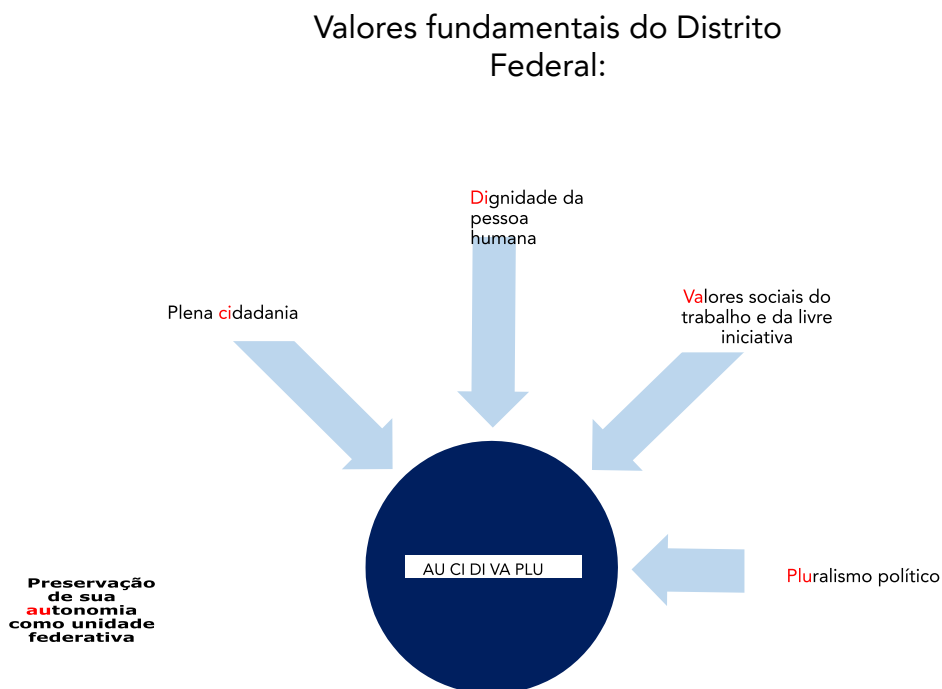 Valores fundamentais do Distrito
Federal:
Dignidade da
pessoa
humana
Plena cidadania
Valores sociais do
trabalho e da livre
iniciativa
AU CI DI VA PLU
Pluralismo político
Preservação
de sua
autonomia
como unidade
federativa